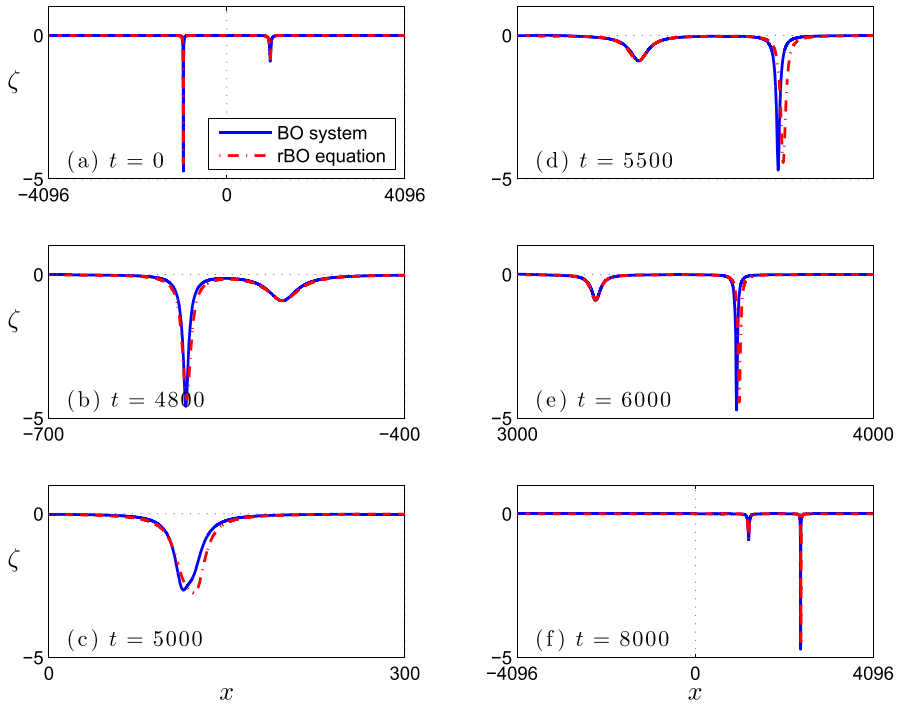 0
ζ
BO system
rBO equation
(a) t = 0
−5
−4096 0 4096
0
(d) t = 5500
−5
0
ζ
(b) t = 4800
−5
−700 −400
0
(e) t = 6000
−5
3000 4000
0
ζ
(c) t = 5000
−5
0 300
x
0
(f) t = 8000
−5
−4096 0 4096
x